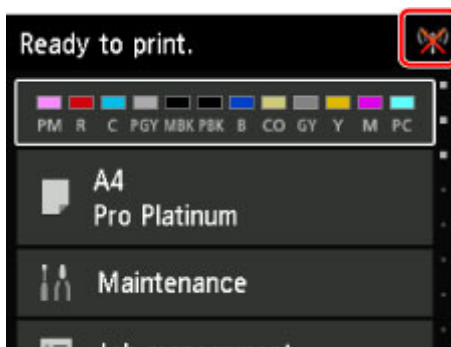 Ready to print.
PM R C PGY MBK PBK B CO GY Y M PC
A4
Pro Platinum
Maintenance